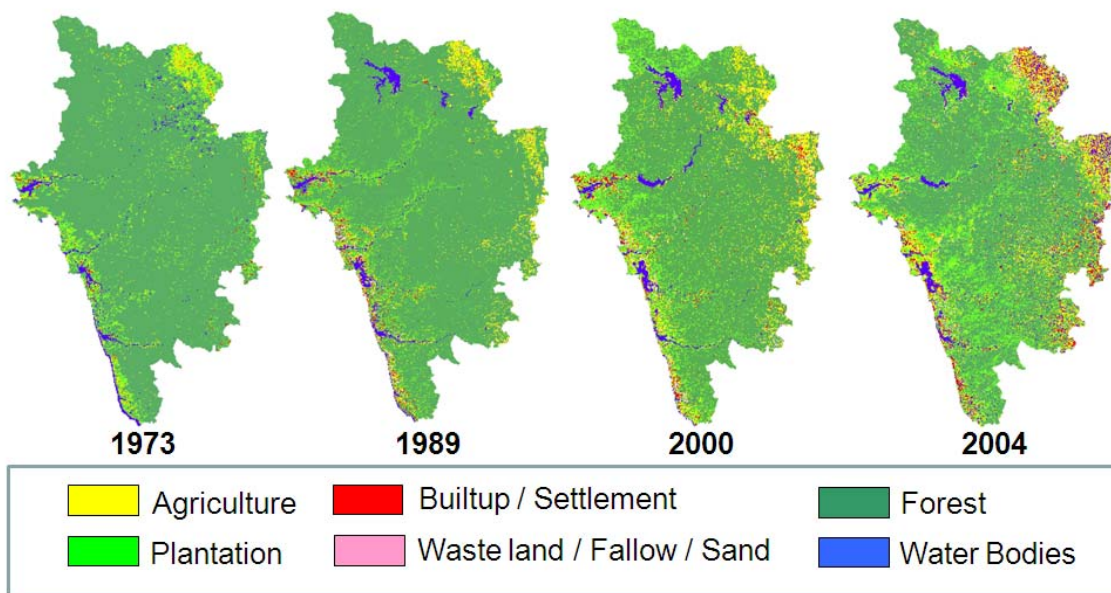 1973 1989 2000 2004
Agriculture Builtup / Settlement Forest
Plantation Waste land / Fallow / Sand Water Bodies